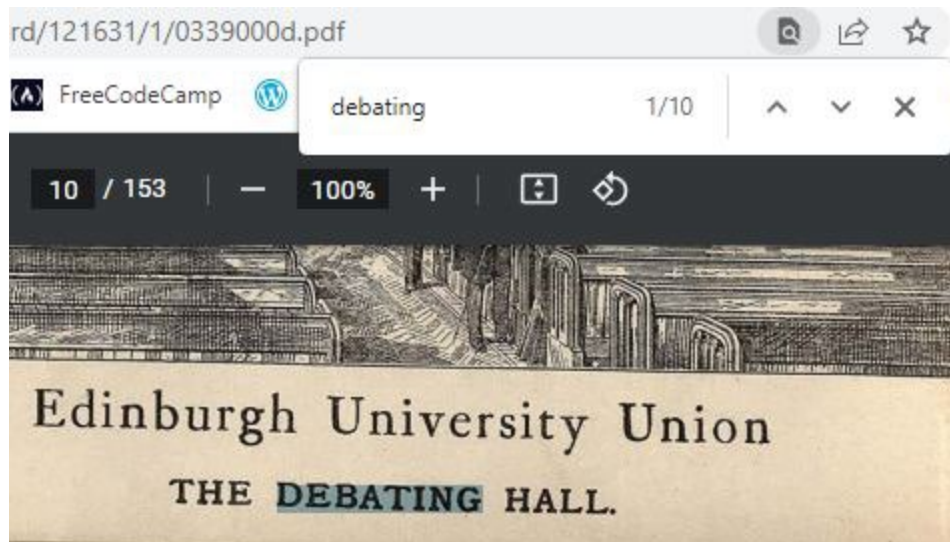 rd/121631/1/0339000d.pdf
FreeCodeCamp
debating 1/10
10 / 153 100%
Edinburgh University Union
THE DEBATING HALL.